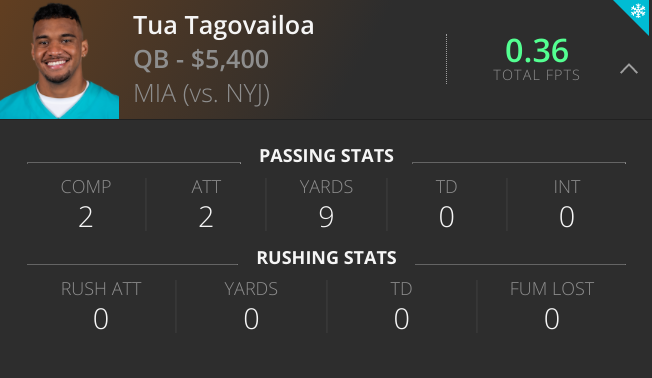 Tua Tagovailoa
QB - $5,400
MIA (vs. NYJ)
0.36
TOTAL FPTS
PASSING STATS
COMP ATT YARDS TD INT
2 2 9 0 0
RUSHING STATS
RUSH ATT YARDS TD FUM LOST
0 0 0 0